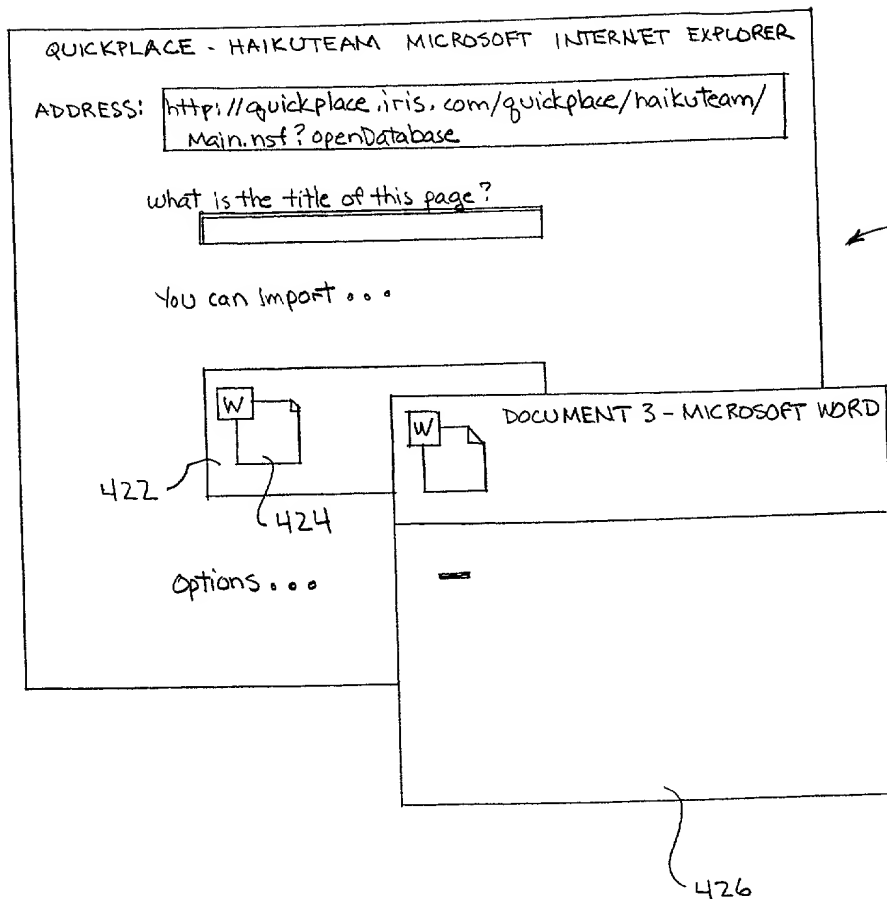 QUICKPLACE - HAIKUTEAM MICROSOFT INTERNET EXPLORER
ADDRESS: http://quickplace.iris.com/quickplace/haikuteam/
Main.nsf?openDatabase
what is the title of this page?
You can import...
W
W
DOCUMENT 3 - MICROSOFT WORD
422
424
Options...
426